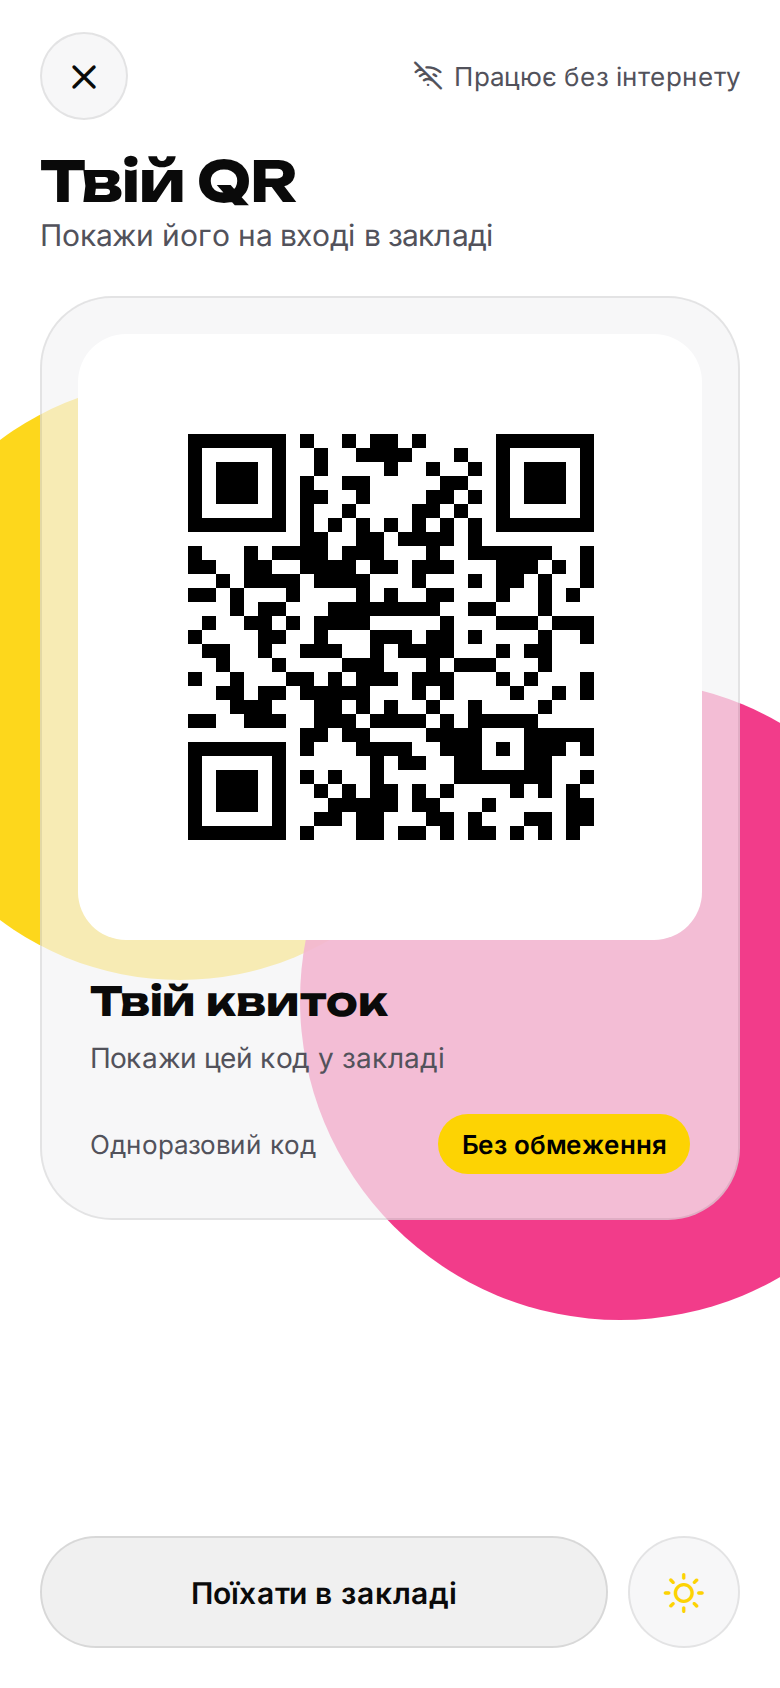 Працює без інтернету
Твій QR
Покажи його на вході в закладі
Твій квиток
Покажи цей код у закладі
Одноразовий код
Без обмеження
Поїхати в закладі